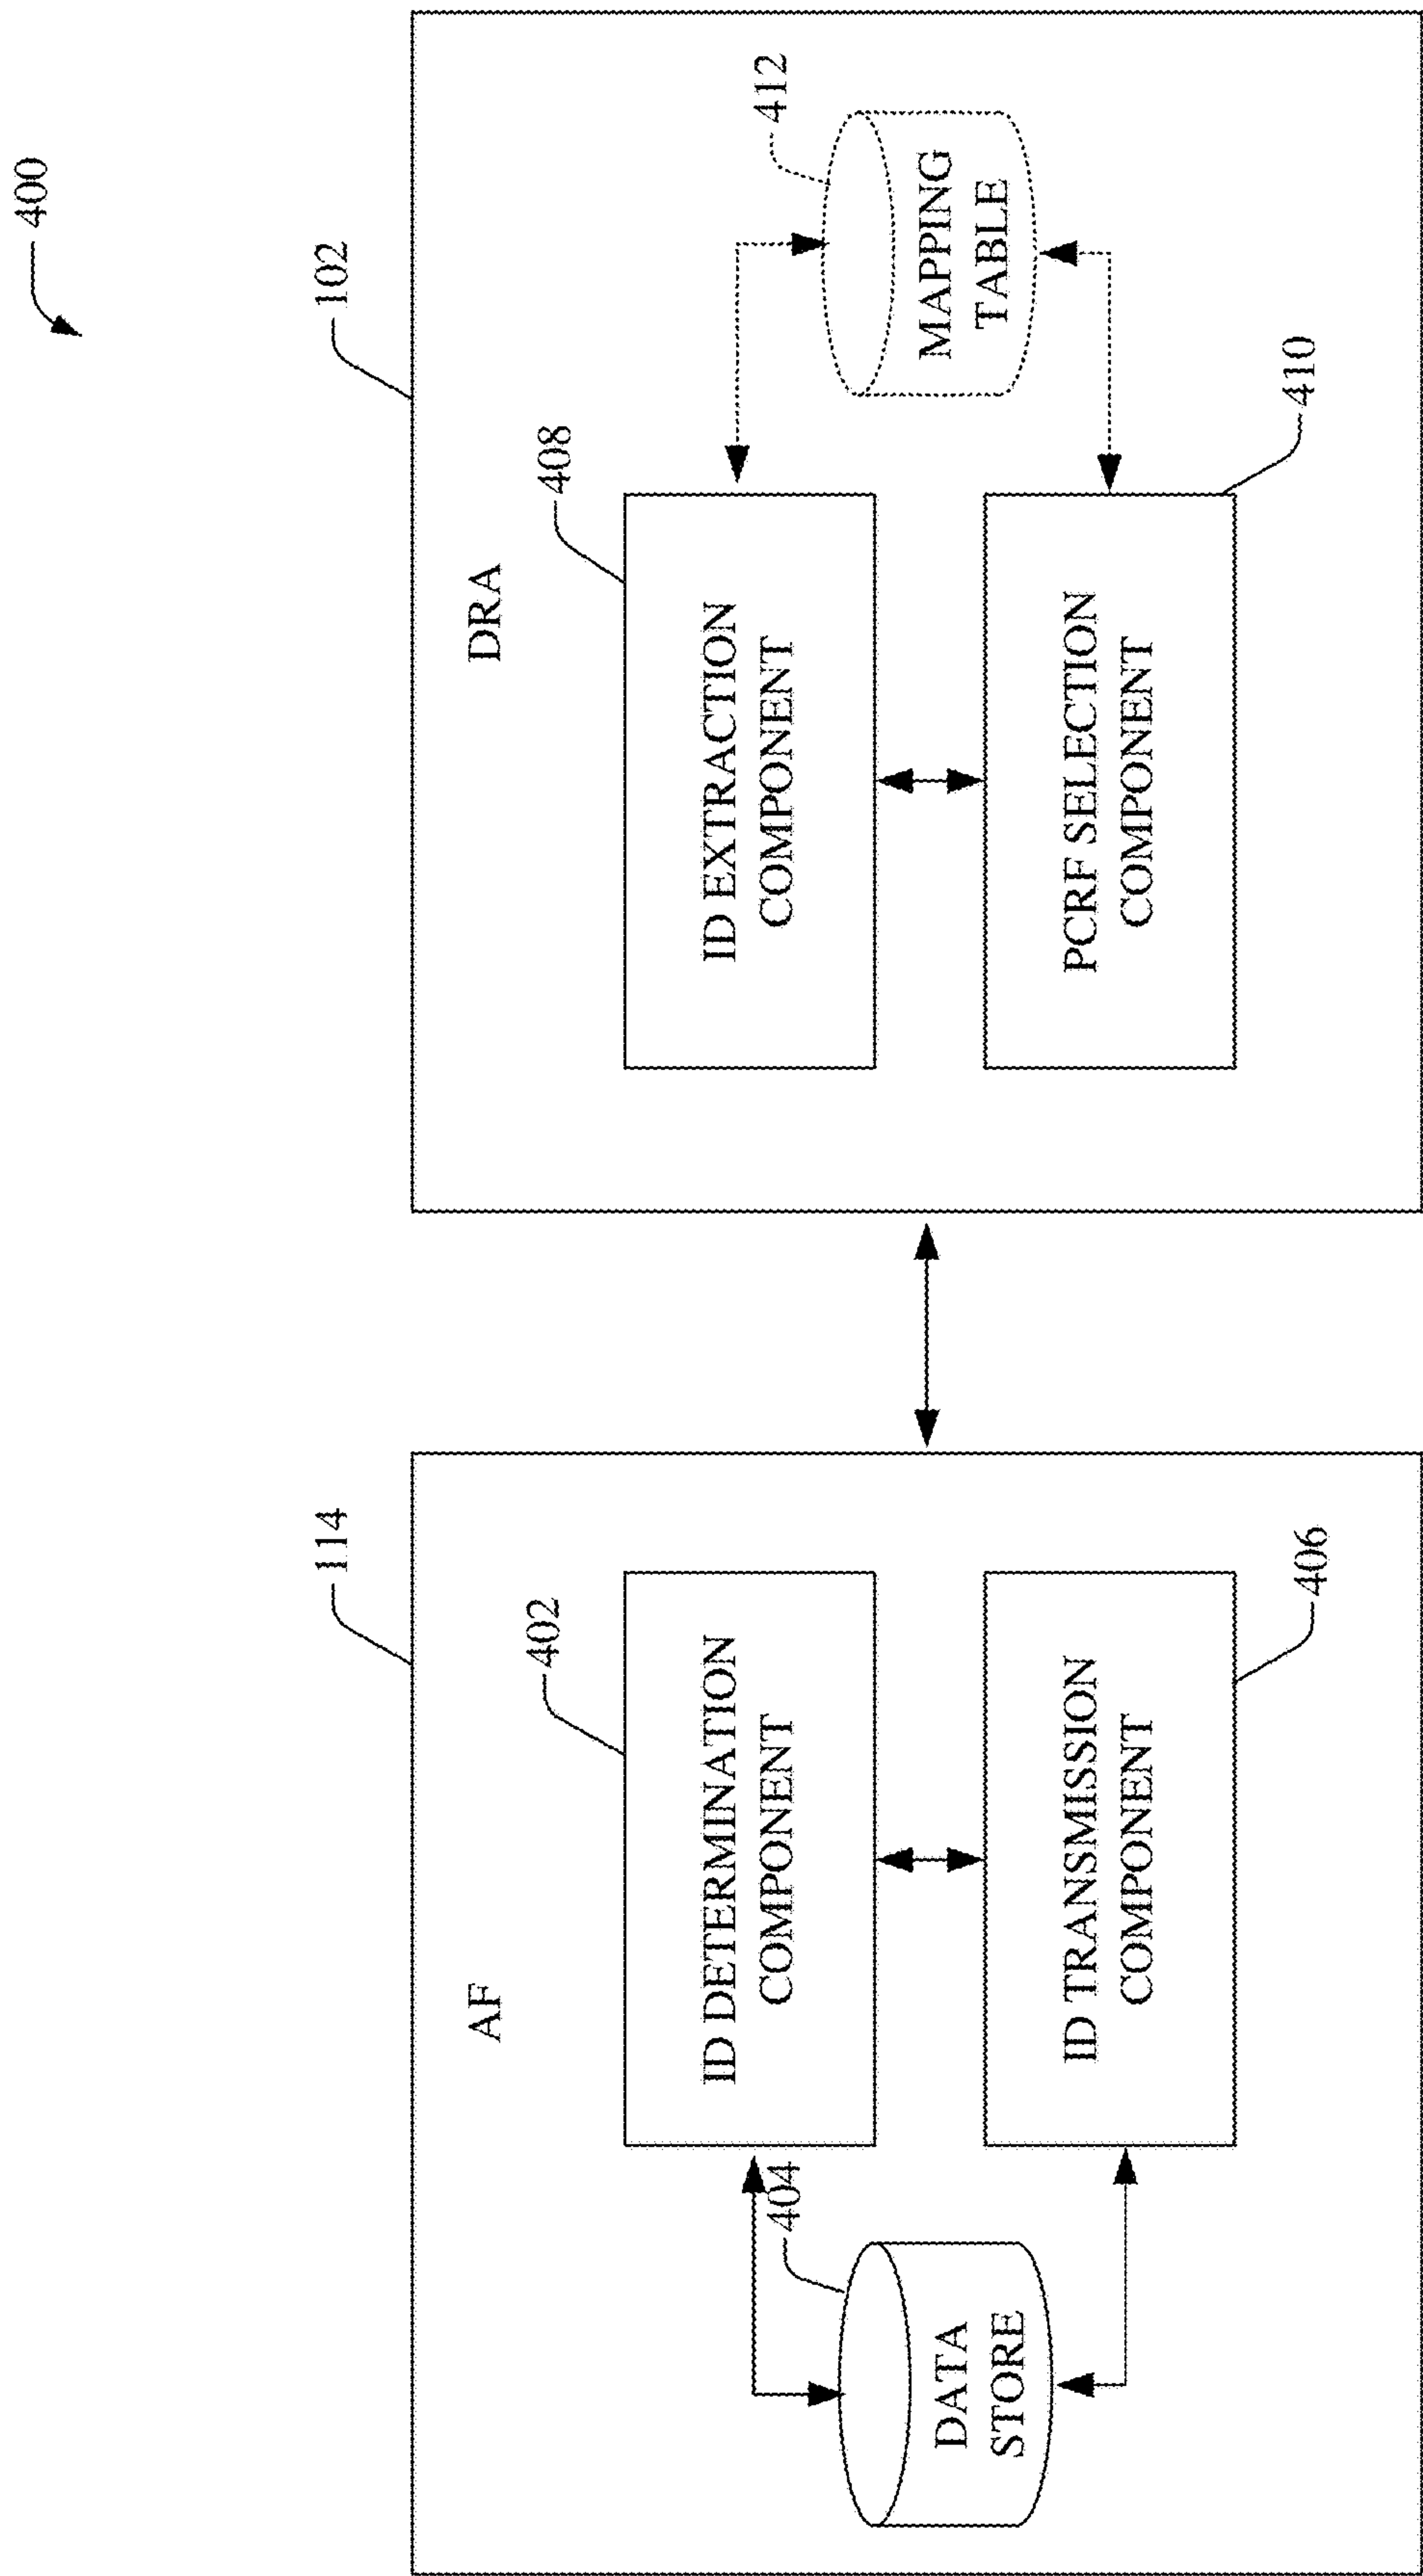 400
114
AF
402
ID DETERMINATION
COMPONENT
404
DATA
STORE
ID TRANSMISSION
COMPONENT
406
102
DRA
408
ID EXTRACTION
COMPONENT
412
MAPPING
TABLE
PCRF SELECTION
COMPONENT
410